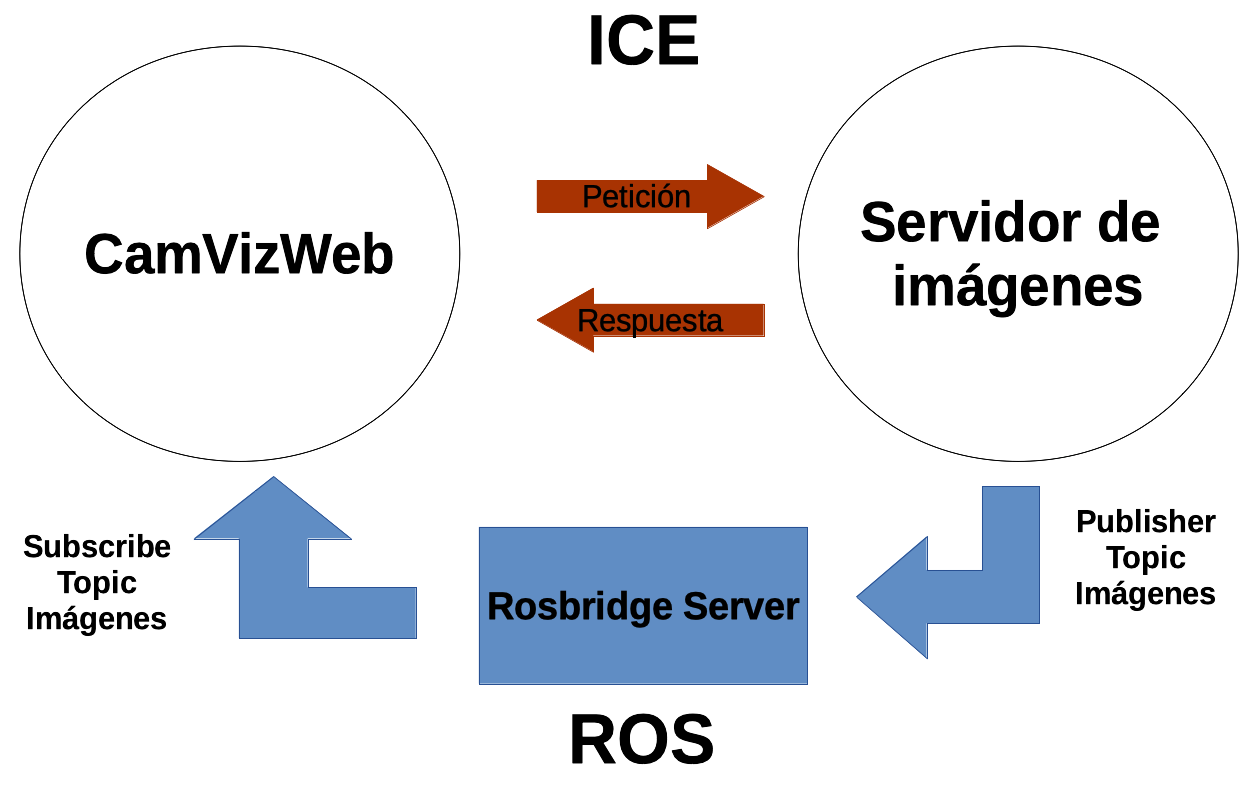 ICE
CamVizWeb
Petición
Respuesta
Servidor de
imágenes
Subscribe
Topic
Imágenes
Rosbridge Server
Publisher
Topic
Imágenes
ROS